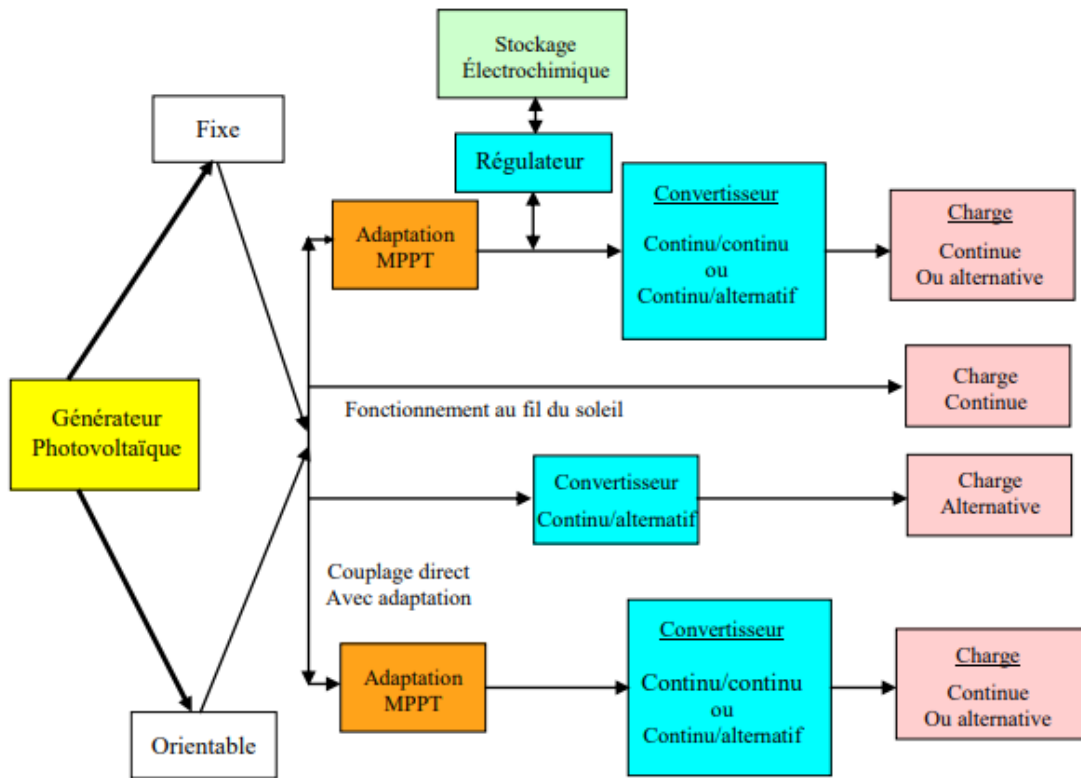 Stockage
Électrochimique
Fixe
Régulateur
Convertisseur
Continu/continu
ou
Continu/alternatif
Charge
Continue
Ou alternative
Adaptation
MPPT
Générateur
Photovoltaïque
Fonctionnement au fil du soleil
Charge
Continue
Convertisseur
Continu/alternatif
Charge
Alternative
Couplage direct
Avec adaptation
Adaptation
MPPT
Convertisseur
Continu/continu
ou
Continu/alternatif
Charge
Continue
Ou alternative
Orientable